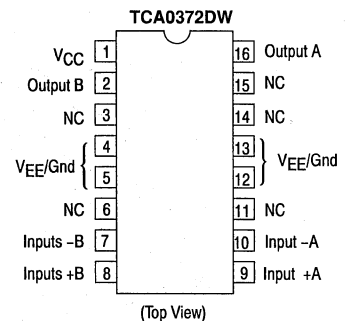 TCA0372DW
VCC 1 16 Output A
Output B 2 15 NC
NC 3 14 NC
4 13
VEE/Gnd VEE/Gnd
5 12
NC 6 11 NC
Inputs –B 7 10 Input –A
Inputs +B 8 9 Input +A
(Top View)